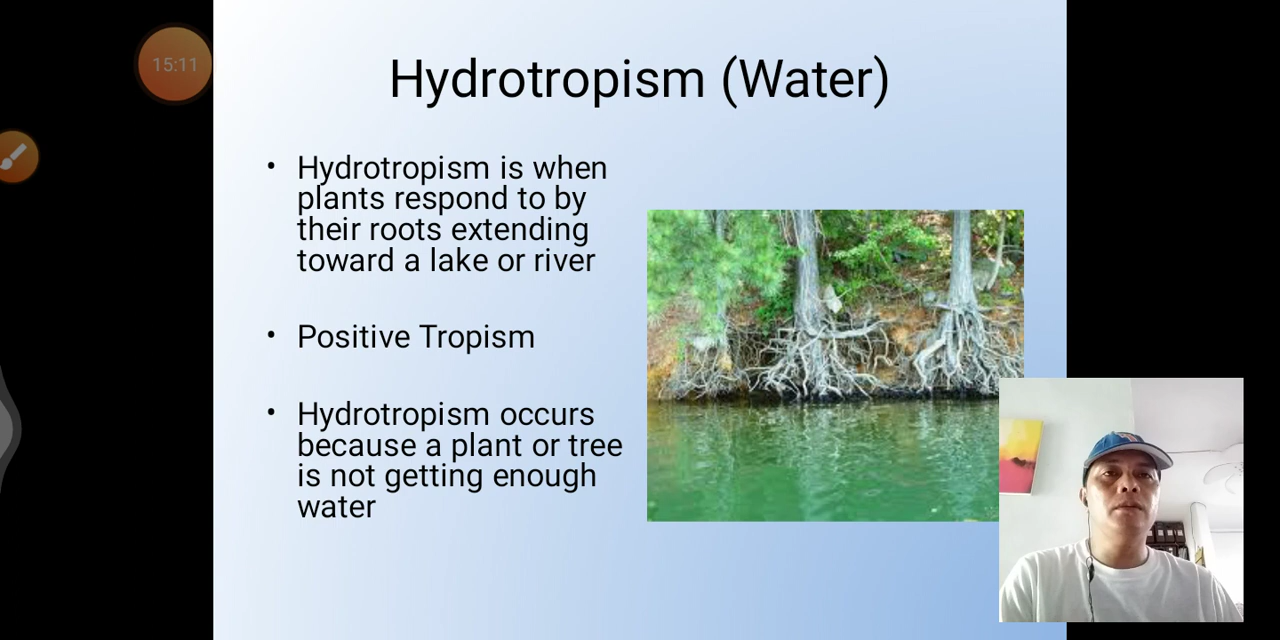 15:11
Hydrotropism (Water)
• Hydrotropism is when
plants respond to by
their roots extending
toward a lake or river
• Positive Tropism
• Hydrotropism occurs
because a plant or tree
is not getting enough
water